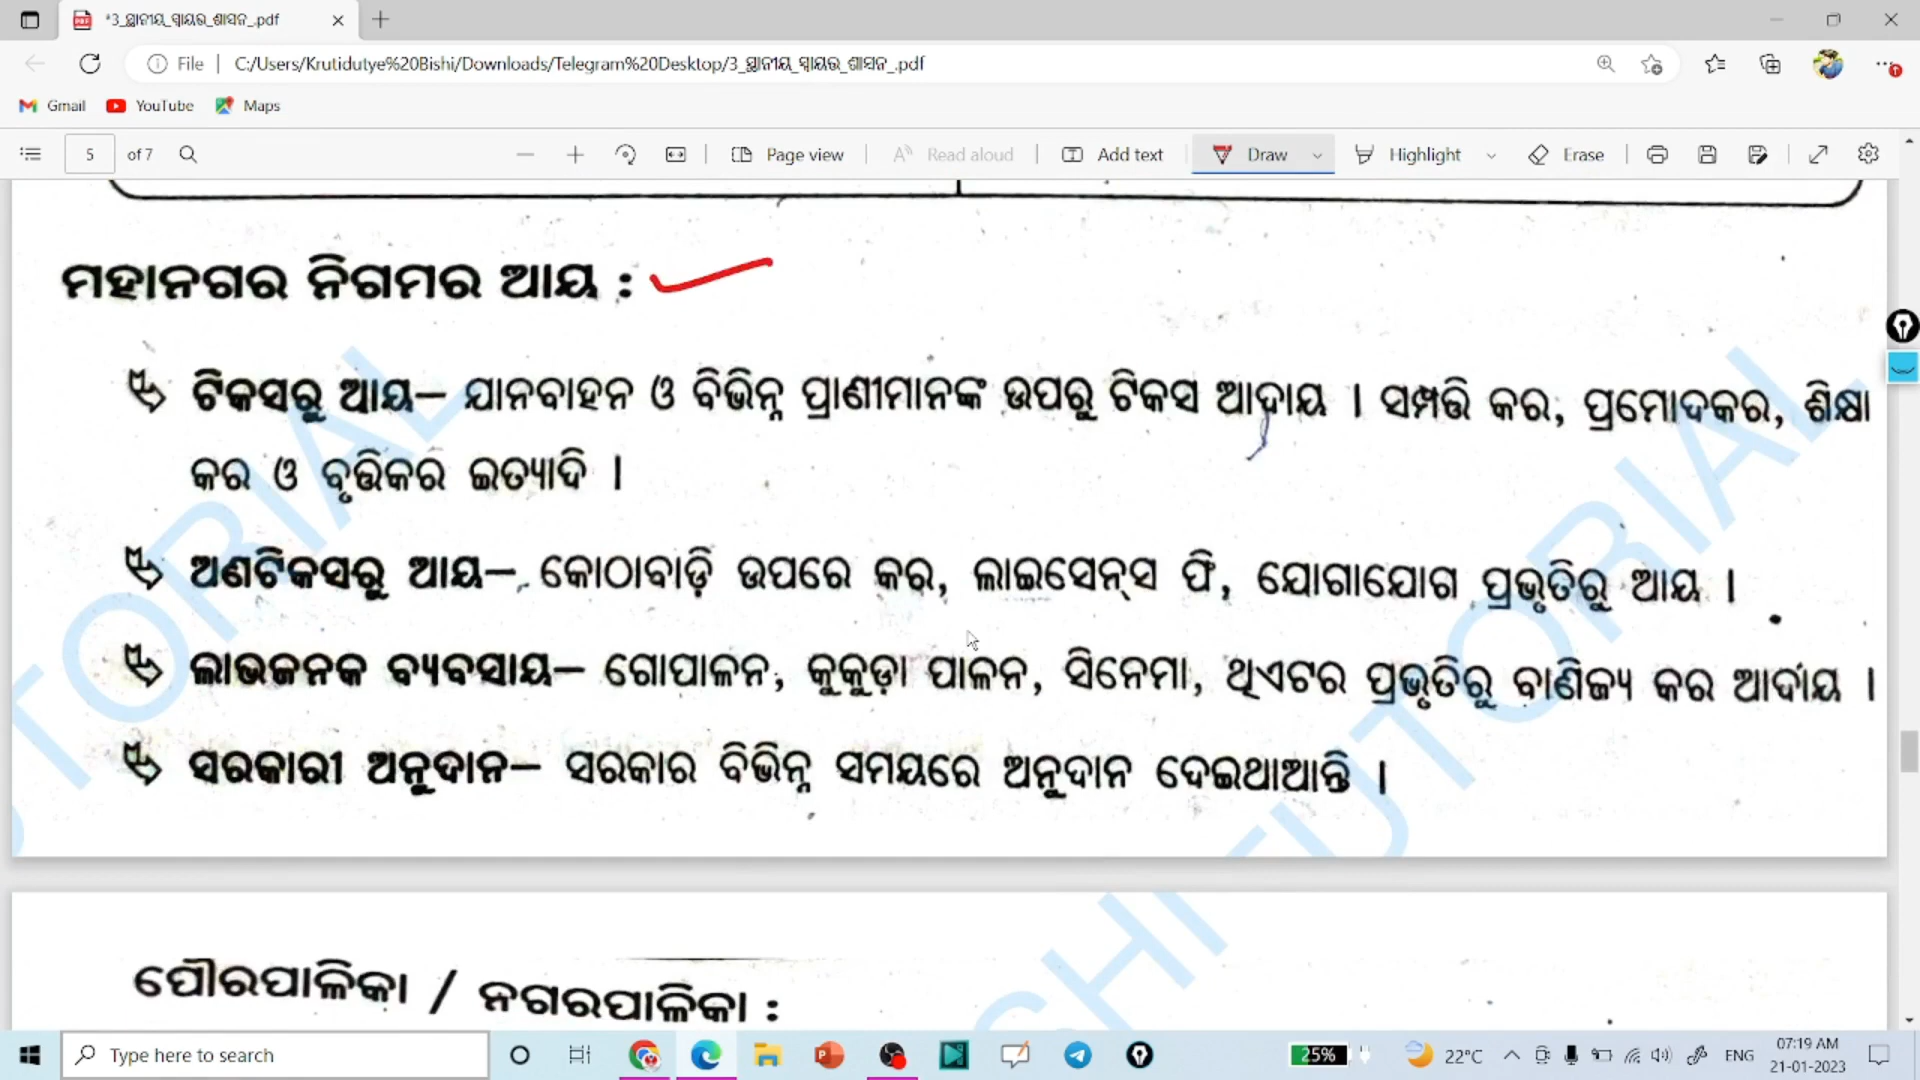 *3_ସ୍ଥାନୀୟ_ସ୍ୱାୟତ୍ତ_ଶାସନ_.pdf
File C:/Users/Krutidutye%20Bishi/Downloads/Telegram%20Desktop/3_ସ୍ଥାନୀୟ_ସ୍ୱାୟତ୍ତ_ଶାସନ_.pdf
Gmail YouTube Maps
5 of 7 Page view Read aloud Add text Draw Highlight Erase
ମହାନଗର ନିଗମର ଆୟ :
ଟିକସରୁ ଆୟ– ଯାନବାହନ ଓ ବିଭିନ୍ନ ପ୍ରାଣୀମାନଙ୍କ ଉପରୁ ଟିକସ ଆଦାୟ । ସମ୍ପତ୍ତି କର, ପ୍ରମୋଦକର, ଶିକ୍ଷା
କର ଓ ବୃତ୍ତିକର ଇତ୍ୟାଦି ।
ଅଣଟିକସରୁ ଆୟ– କୋଠାବାଡ଼ି ଉପରେ କର, ଲାଇସେନ୍ସ ଫି, ଯୋଗାଯୋଗ ପ୍ରଭୃତିରୁ ଆୟ ।
ଲାଭଜନକ ବ୍ୟବସାୟ– ଗୋପାଳନ, କୁକୁଡ଼ା ପାଳନ, ସିନେମା, ଥିଏଟର ପ୍ରଭୃତିରୁ ବାଣିଜ୍ୟ କର ଆର୍ଦାୟ ।
ସରକାରୀ ଅନୁଦାନ– ସରକାର ବିଭିନ୍ନ ସମୟରେ ଅନୁଦାନ ଦେଇଥାଆନ୍ତି ।
ପୌରପାଳିକା / ନଗରପାଳିକା :
TUTORIAL
SHI TUTORIAL
Type here to search 25% 22°C ENG 07:19 AM
21-01-2023